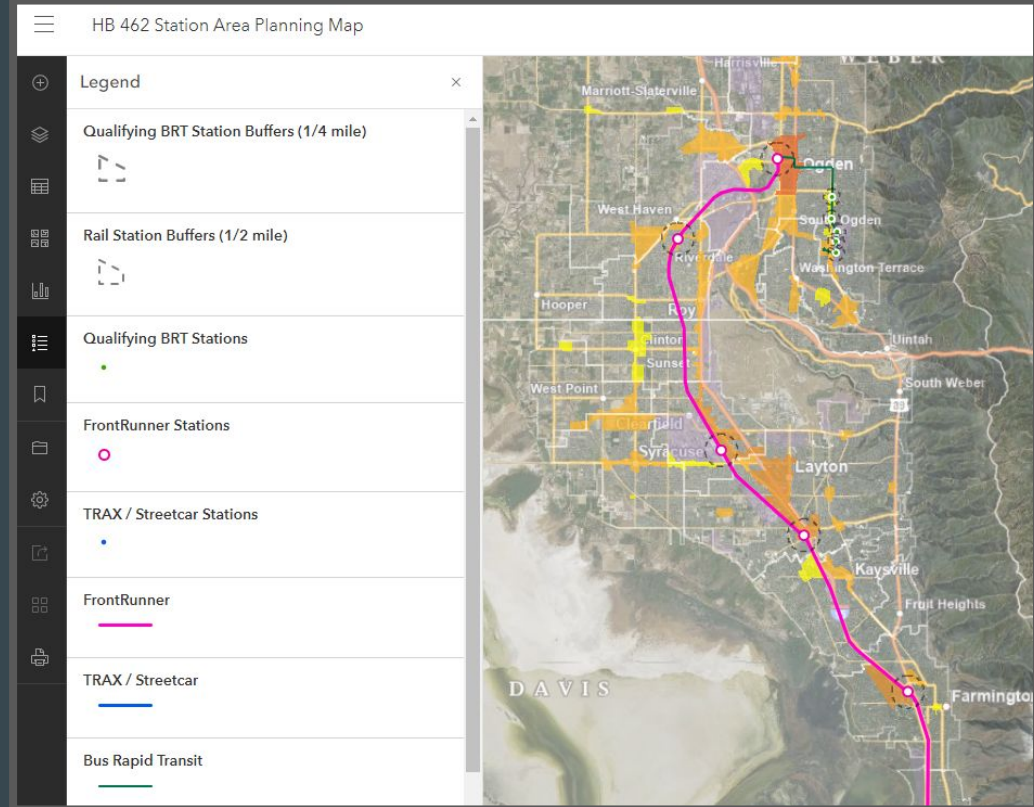 HB 462 Station Area Planning Map
Legend
Qualifying BRT Station Buffers (1/4 mile)
Rail Station Buffers (1/2 mile)
Qualifying BRT Stations
FrontRunner Stations
TRAX / Streetcar Stations
FrontRunner
TRAX / Streetcar
Bus Rapid Transit
WEBER
Harrisville
Marriott-Slaterville
Ogden
West Haven
South Ogden
Riverdale
Washington Terrace
Hooper
Roy
Uintah
Clinton
Sunset
West Point
South Weber
89
Clearfield
Syracuse
Layton
Kaysville
Fruit Heights
DAVIS
Farmingto